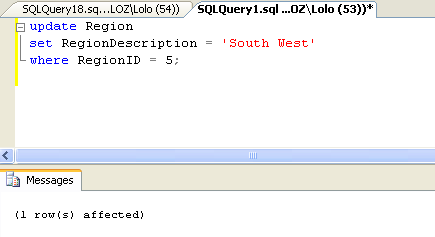 SQLQuery18.sq...LOZ\Lolo (54))
SQLQuery1.sql ...OZ\Lolo (53))*
update Region
set RegionDescription = 'South West'
where RegionID = 5;
Messages
(1 row(s) affected)